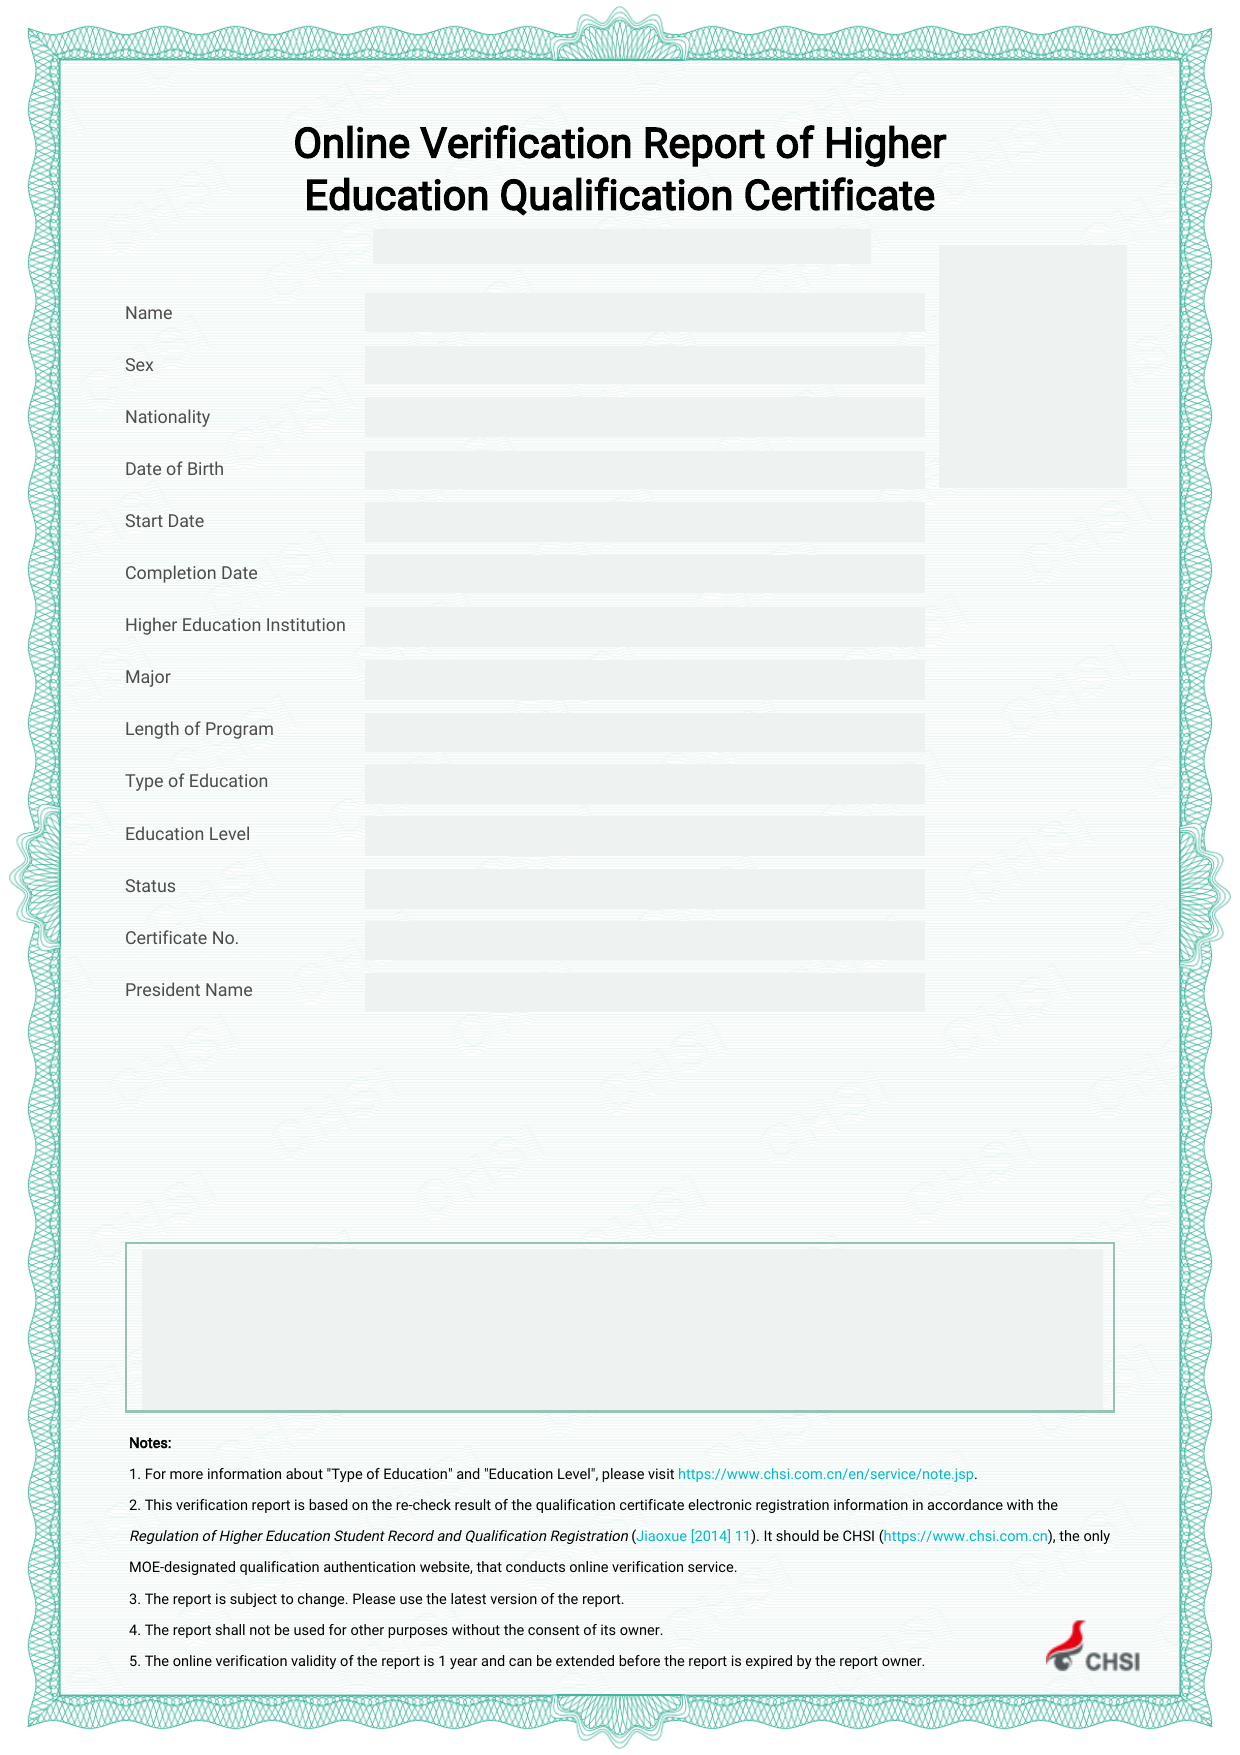 Online Verification Report of Higher
Education Qualification Certificate
Name
Sex
Nationality
Date of Birth
Start Date
Completion Date
Higher Education Institution
Major
Length of Program
Type of Education
Education Level
Status
Certificate No.
President Name
Notes:
1. For more information about "Type of Education" and "Education Level", please visit https://www.chsi.com.cn/en/service/note.jsp.
2. This verification report is based on the re-check result of the qualification certificate electronic registration information in accordance with the
Regulation of Higher Education Student Record and Qualification Registration (Jiaoxue [2014] 11). It should be CHSI (https://www.chsi.com.cn), the only
MOE-designated qualification authentication website, that conducts online verification service.
3. The report is subject to change. Please use the latest version of the report.
4. The report shall not be used for other purposes without the consent of its owner.
5. The online verification validity of the report is 1 year and can be extended before the report is expired by the report owner.
CHSI